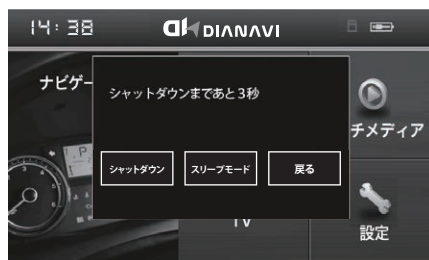 14:38 DIANAVI
ナビゲー
シャットダウンまであと3秒
チメディア
シャットダウン スリープモード 戻る
TV
設定